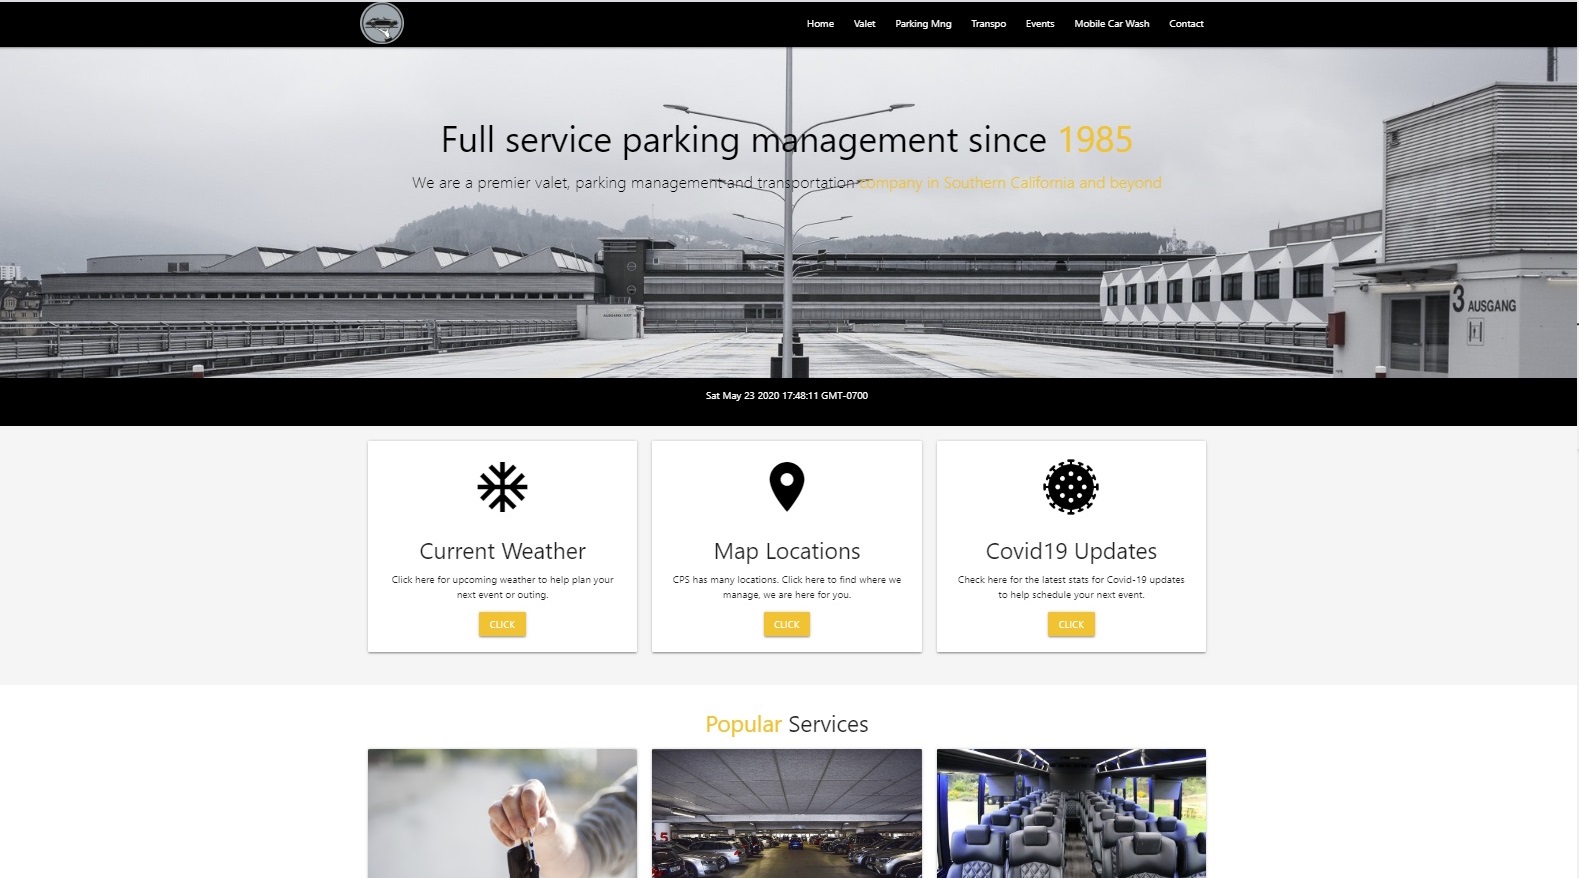 Home Valet Parking Mng Transpo Events Mobile Car Wash Contact
Full service parking management since 1985
We are a premier valet, parking management and transportation company in Southern California and beyond
3 AUSGANG
Sat May 23 2020 17:48:11 GMT-0700
Current Weather
Click here for upcoming weather to help plan your
next event or outing.
CLICK
Map Locations
CPS has many locations. Click here to find where we
manage, we are here for you.
CLICK
Covid19 Updates
Check here for the latest stats for Covid-19 updates
to help schedule your next event.
CLICK
Popular Services